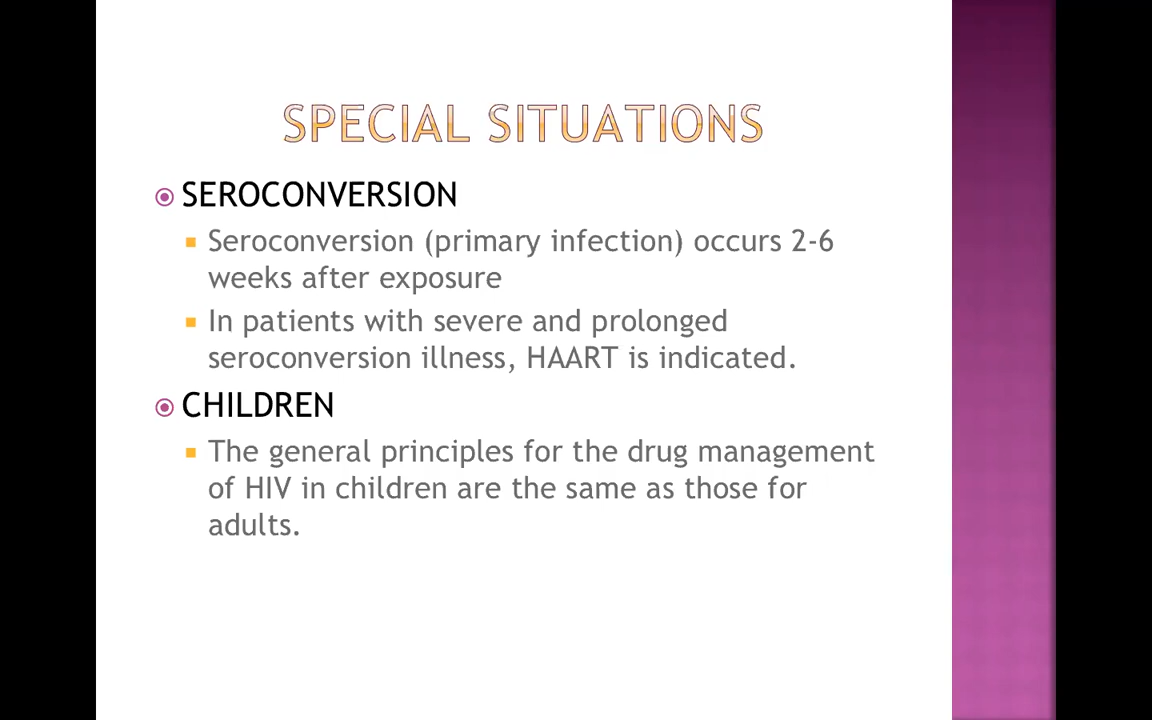 SPECIAL SITUATIONS
SEROCONVERSION
Seroconversion (primary infection) occurs 2-6
weeks after exposure
In patients with severe and prolonged
seroconversion illness, HAART is indicated.
CHILDREN
The general principles for the drug management
of HIV in children are the same as those for
adults.